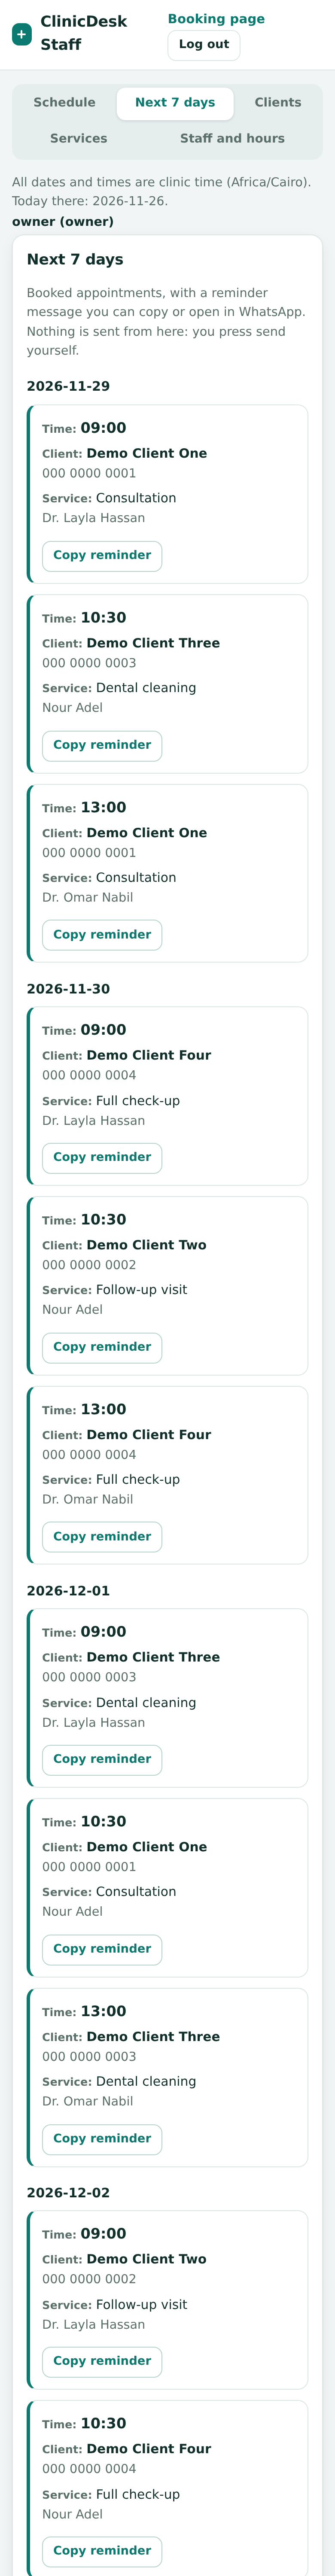 +
ClinicDesk
Staff
Booking page
Log out
Schedule
Next 7 days
Clients
Services
Staff and hours
All dates and times are clinic time (Africa/Cairo).
Today there: 2026-11-26.
owner (owner)
Next 7 days
Booked appointments, with a reminder
message you can copy or open in WhatsApp.
Nothing is sent from here: you press send
yourself.
2026-11-29
Time: 09:00
Client: Demo Client One
000 0000 0001
Service: Consultation
Dr. Layla Hassan
Copy reminder
Time: 10:30
Client: Demo Client Three
000 0000 0003
Service: Dental cleaning
Nour Adel
Copy reminder
Time: 13:00
Client: Demo Client One
000 0000 0001
Service: Consultation
Dr. Omar Nabil
Copy reminder
2026-11-30
Time: 09:00
Client: Demo Client Four
000 0000 0004
Service: Full check-up
Dr. Layla Hassan
Copy reminder
Time: 10:30
Client: Demo Client Two
000 0000 0002
Service: Follow-up visit
Nour Adel
Copy reminder
Time: 13:00
Client: Demo Client Four
000 0000 0004
Service: Full check-up
Dr. Omar Nabil
Copy reminder
2026-12-01
Time: 09:00
Client: Demo Client Three
000 0000 0003
Service: Dental cleaning
Dr. Layla Hassan
Copy reminder
Time: 10:30
Client: Demo Client One
000 0000 0001
Service: Consultation
Nour Adel
Copy reminder
Time: 13:00
Client: Demo Client Three
000 0000 0003
Service: Dental cleaning
Dr. Omar Nabil
Copy reminder
2026-12-02
Time: 09:00
Client: Demo Client Two
000 0000 0002
Service: Follow-up visit
Dr. Layla Hassan
Copy reminder
Time: 10:30
Client: Demo Client Four
000 0000 0004
Service: Full check-up
Nour Adel
Copy reminder